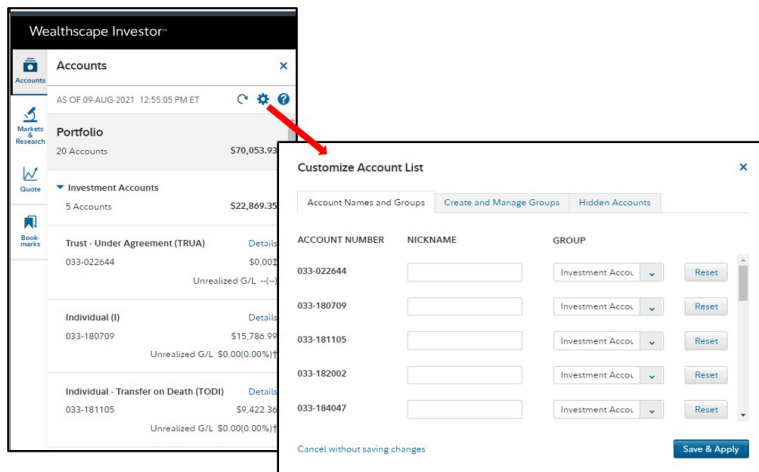 Wealthscape Investor℠
Accounts
Markets
&
Research
Quote
Book-
marks
Accounts
AS OF 09-AUG-2021 12:55:05 PM ET
Portfolio
20 Accounts $70,053.93
Investment Accounts
5 Accounts $22,869.35
Trust - Under Agreement (TRUA) Details
033-022644 $0.00‡
Unrealized G/L --(--)
Individual (I) Details
033-180709 $15,786.99
Unrealized G/L $0.00(0.00%)†
Individual - Transfer on Death (TODI) Details
033-181105 $9,422.36
Unrealized G/L $0.00(0.00%)†
Customize Account List
Account Names and Groups Create and Manage Groups Hidden Accounts
ACCOUNT NUMBER NICKNAME GROUP
033-022644 Investment Accou Reset
033-180709 Investment Accou Reset
033-181105 Investment Accou Reset
033-182002 Investment Accou Reset
033-184047 Investment Accou Reset
Cancel without saving changes Save & Apply